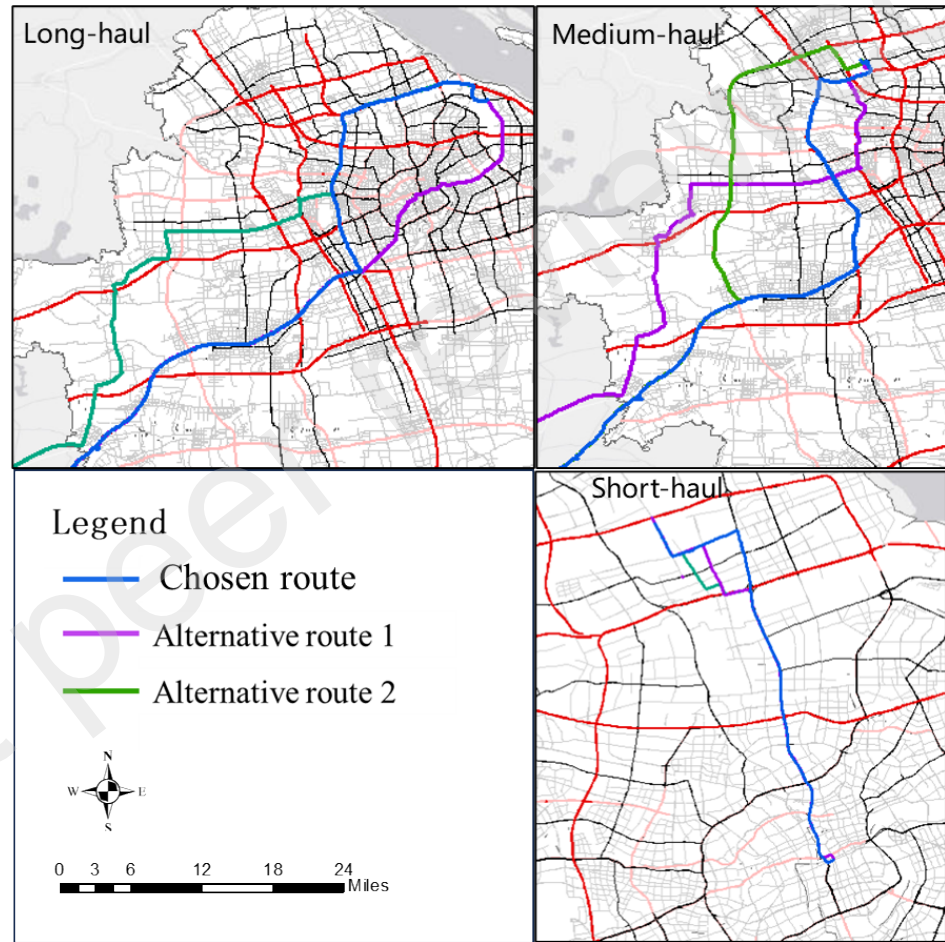 Long-haul
Medium-haul
Short-haul
Legend
Chosen route
Alternative route 1
Alternative route 2
N
W E
S
0 3 6 12 18 24
Miles